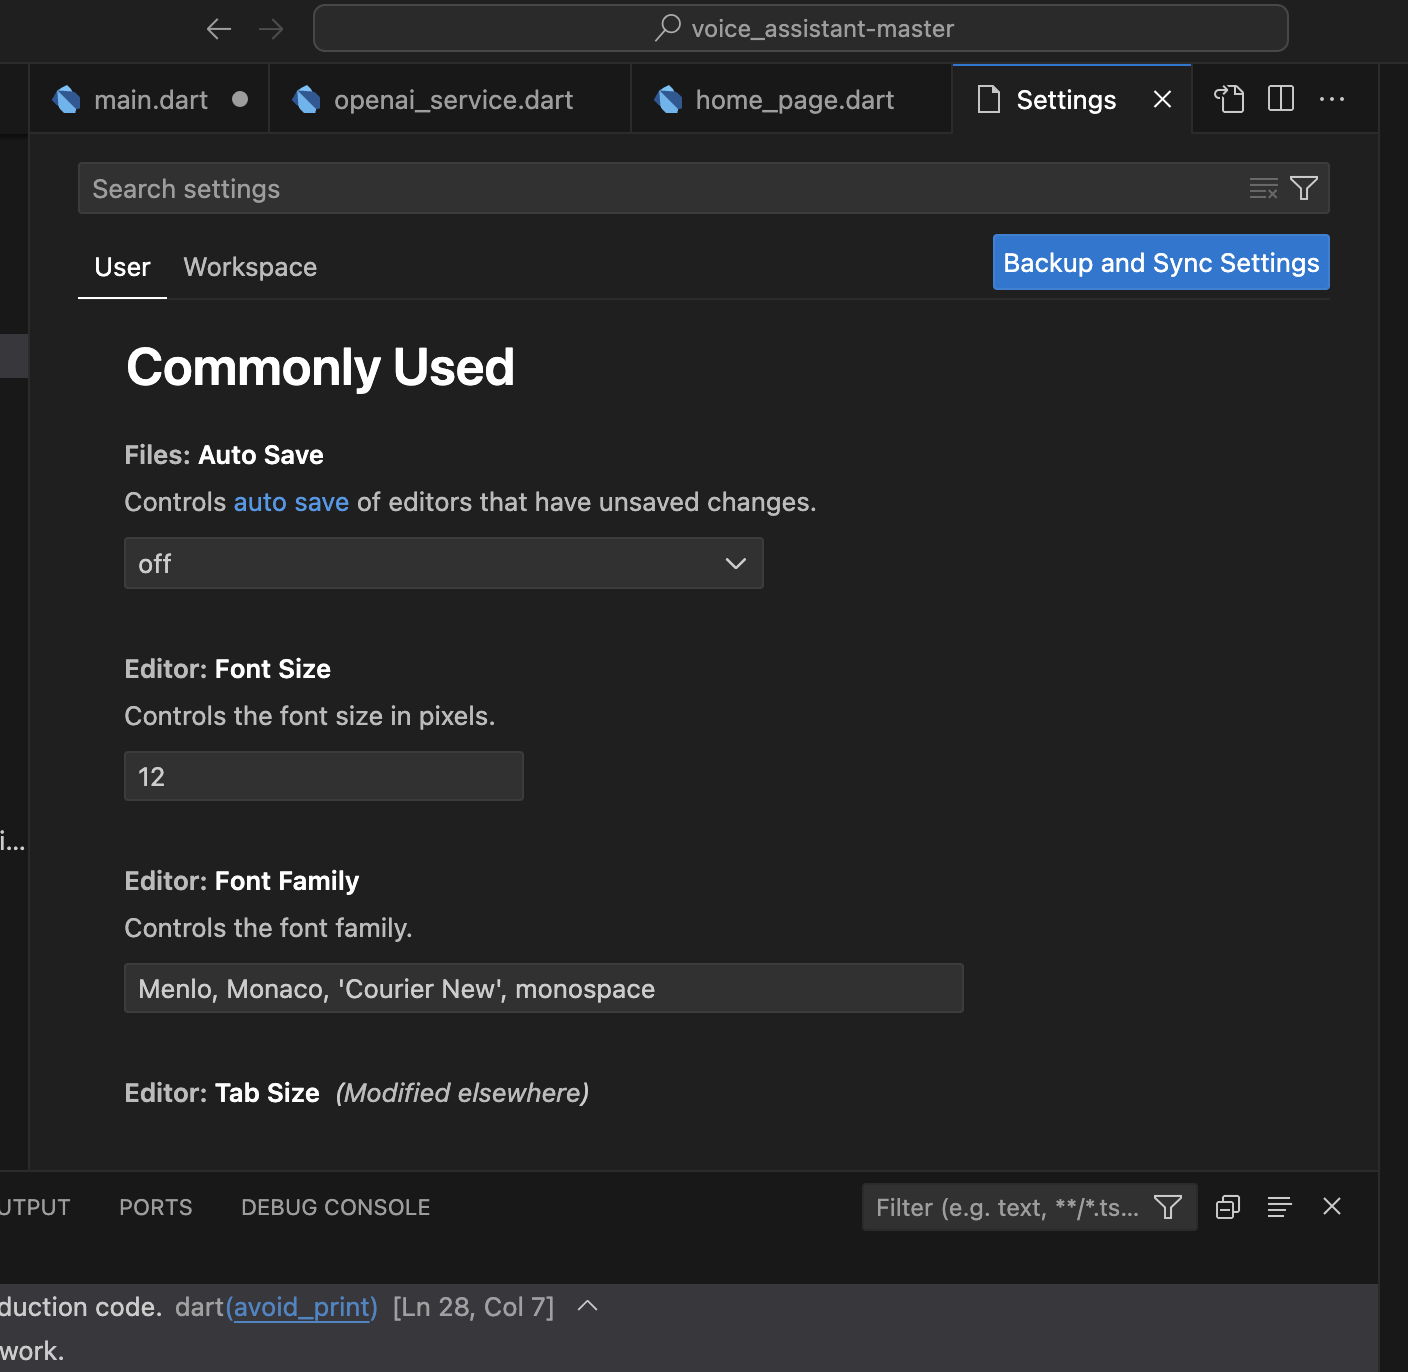 voice_assistant-master
main.dart
openai_service.dart
home_page.dart
Settings
Search settings
User
Workspace
Backup and Sync Settings
Commonly Used
Files: Auto Save
Controls auto save of editors that have unsaved changes.
off
Editor: Font Size
Controls the font size in pixels.
12
Editor: Font Family
Controls the font family.
Menlo, Monaco, 'Courier New', monospace
i...
Editor: Tab Size (Modified elsewhere)
UTPUT
PORTS
DEBUG CONSOLE
Filter (e.g. text, **/*.ts...
duction code. dart(avoid_print) [Ln 28, Col 7]
work.